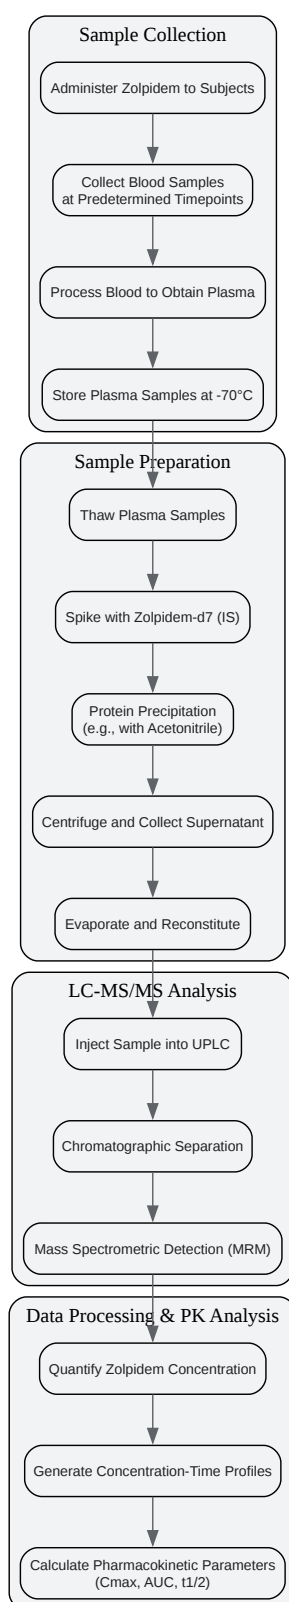 Sample Collection
Administer Zolpidem to Subjects
Collect Blood Samples
at Predetermined Timepoints
Process Blood to Obtain Plasma
Store Plasma Samples at -70°C
Sample Preparation
Thaw Plasma Samples
Spike with Zolpidem-d7 (IS)
Protein Precipitation
(e.g., with Acetonitrile)
Centrifuge and Collect Supernatant
Evaporate and Reconstitute
LC-MS/MS Analysis
Inject Sample into UPLC
Chromatographic Separation
Mass Spectrometric Detection (MRM)
Data Processing & PK Analysis
Quantify Zolpidem Concentration
Generate Concentration-Time Profiles
Calculate Pharmacokinetic Parameters
(Cmax, AUC, t1/2)